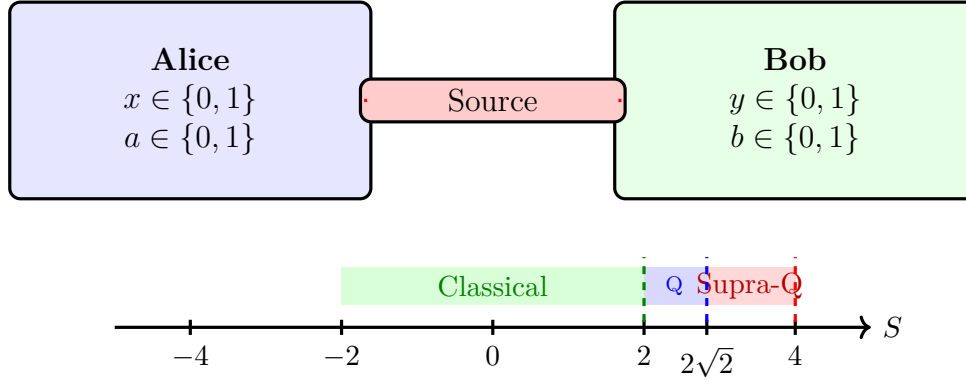 Alice
x ∈ {0, 1}
a ∈ {0, 1}
Source
Bob
y ∈ {0, 1}
b ∈ {0, 1}
Classical
Q
Supra-Q
−4
−2
0
2
2√2
4
S